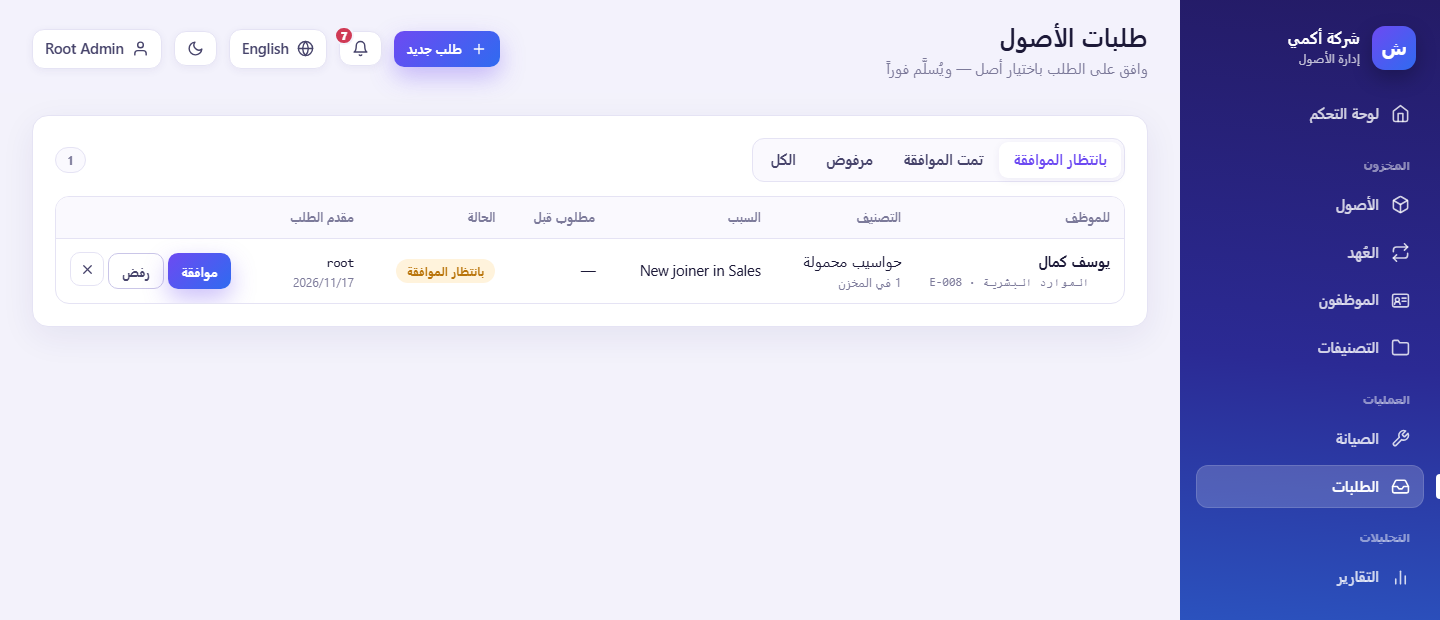 ش
شركة أكمي
إدارة الأصول
لوحة التحكم
المخزون
الأصول
العُهد
الموظفون
التصنيفات
العمليات
الصيانة
الطلبات
التحليلات
التقارير
طلبات الأصول
وافق على الطلب باختيار أصل — ويُسلَّم فوراً
طلب جديد
7
English
Root Admin
بانتظار الموافقة تمت الموافقة مرفوض الكل
1
للموظف التصنيف السبب مطلوب قبل الحالة مقدم الطلب
يوسف كمال حواسيب محمولة New joiner in Sales — بانتظار الموافقة root موافقة رفض
E-008 · الموارد البشرية 1 في المخزن 2026/11/17